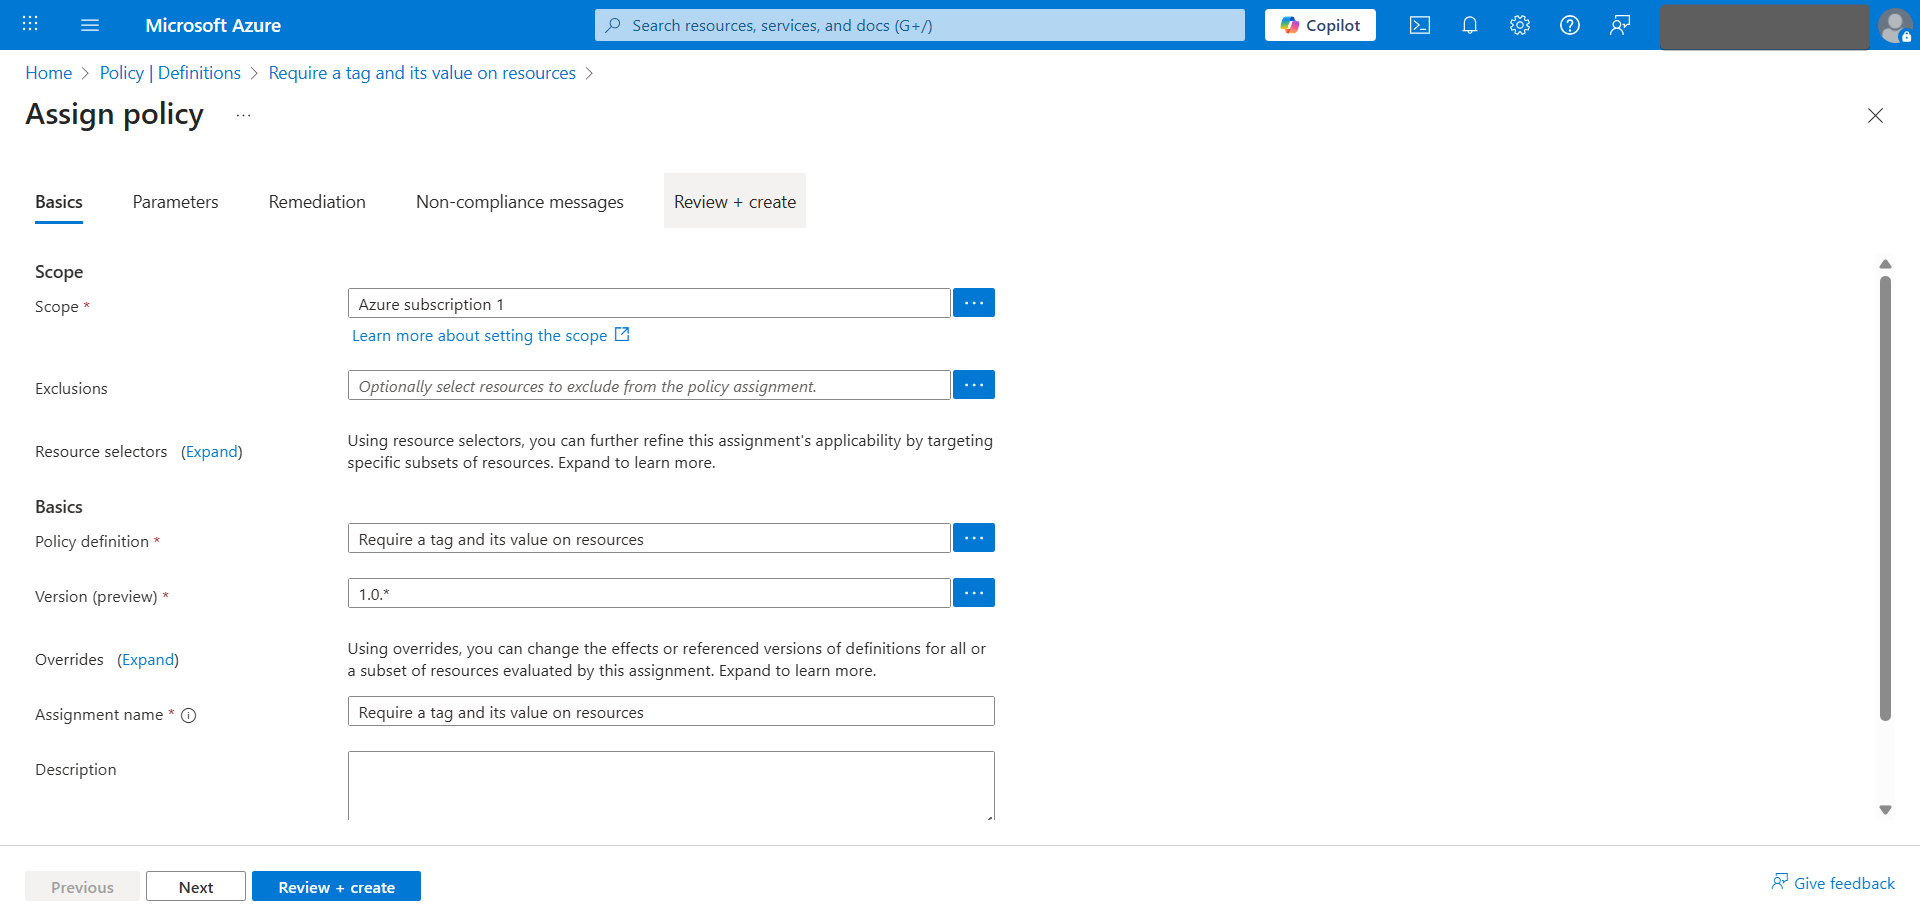 Microsoft Azure
Search resources, services, and docs (G+/)
Copilot
Home > Policy | Definitions > Require a tag and its value on resources >
Assign policy ...
Basics
Parameters
Remediation
Non-compliance messages
Review + create
Scope
Scope *
Azure subscription 1
Learn more about setting the scope
Exclusions
Optionally select resources to exclude from the policy assignment.
Resource selectors (Expand)
Using resource selectors, you can further refine this assignment's applicability by targeting
specific subsets of resources. Expand to learn more.
Basics
Policy definition *
Require a tag and its value on resources
Version (preview) *
1.0.*
Overrides (Expand)
Using overrides, you can change the effects or referenced versions of definitions for all or
a subset of resources evaluated by this assignment. Expand to learn more.
Assignment name *
Require a tag and its value on resources
Description
Previous
Next
Review + create
Give feedback